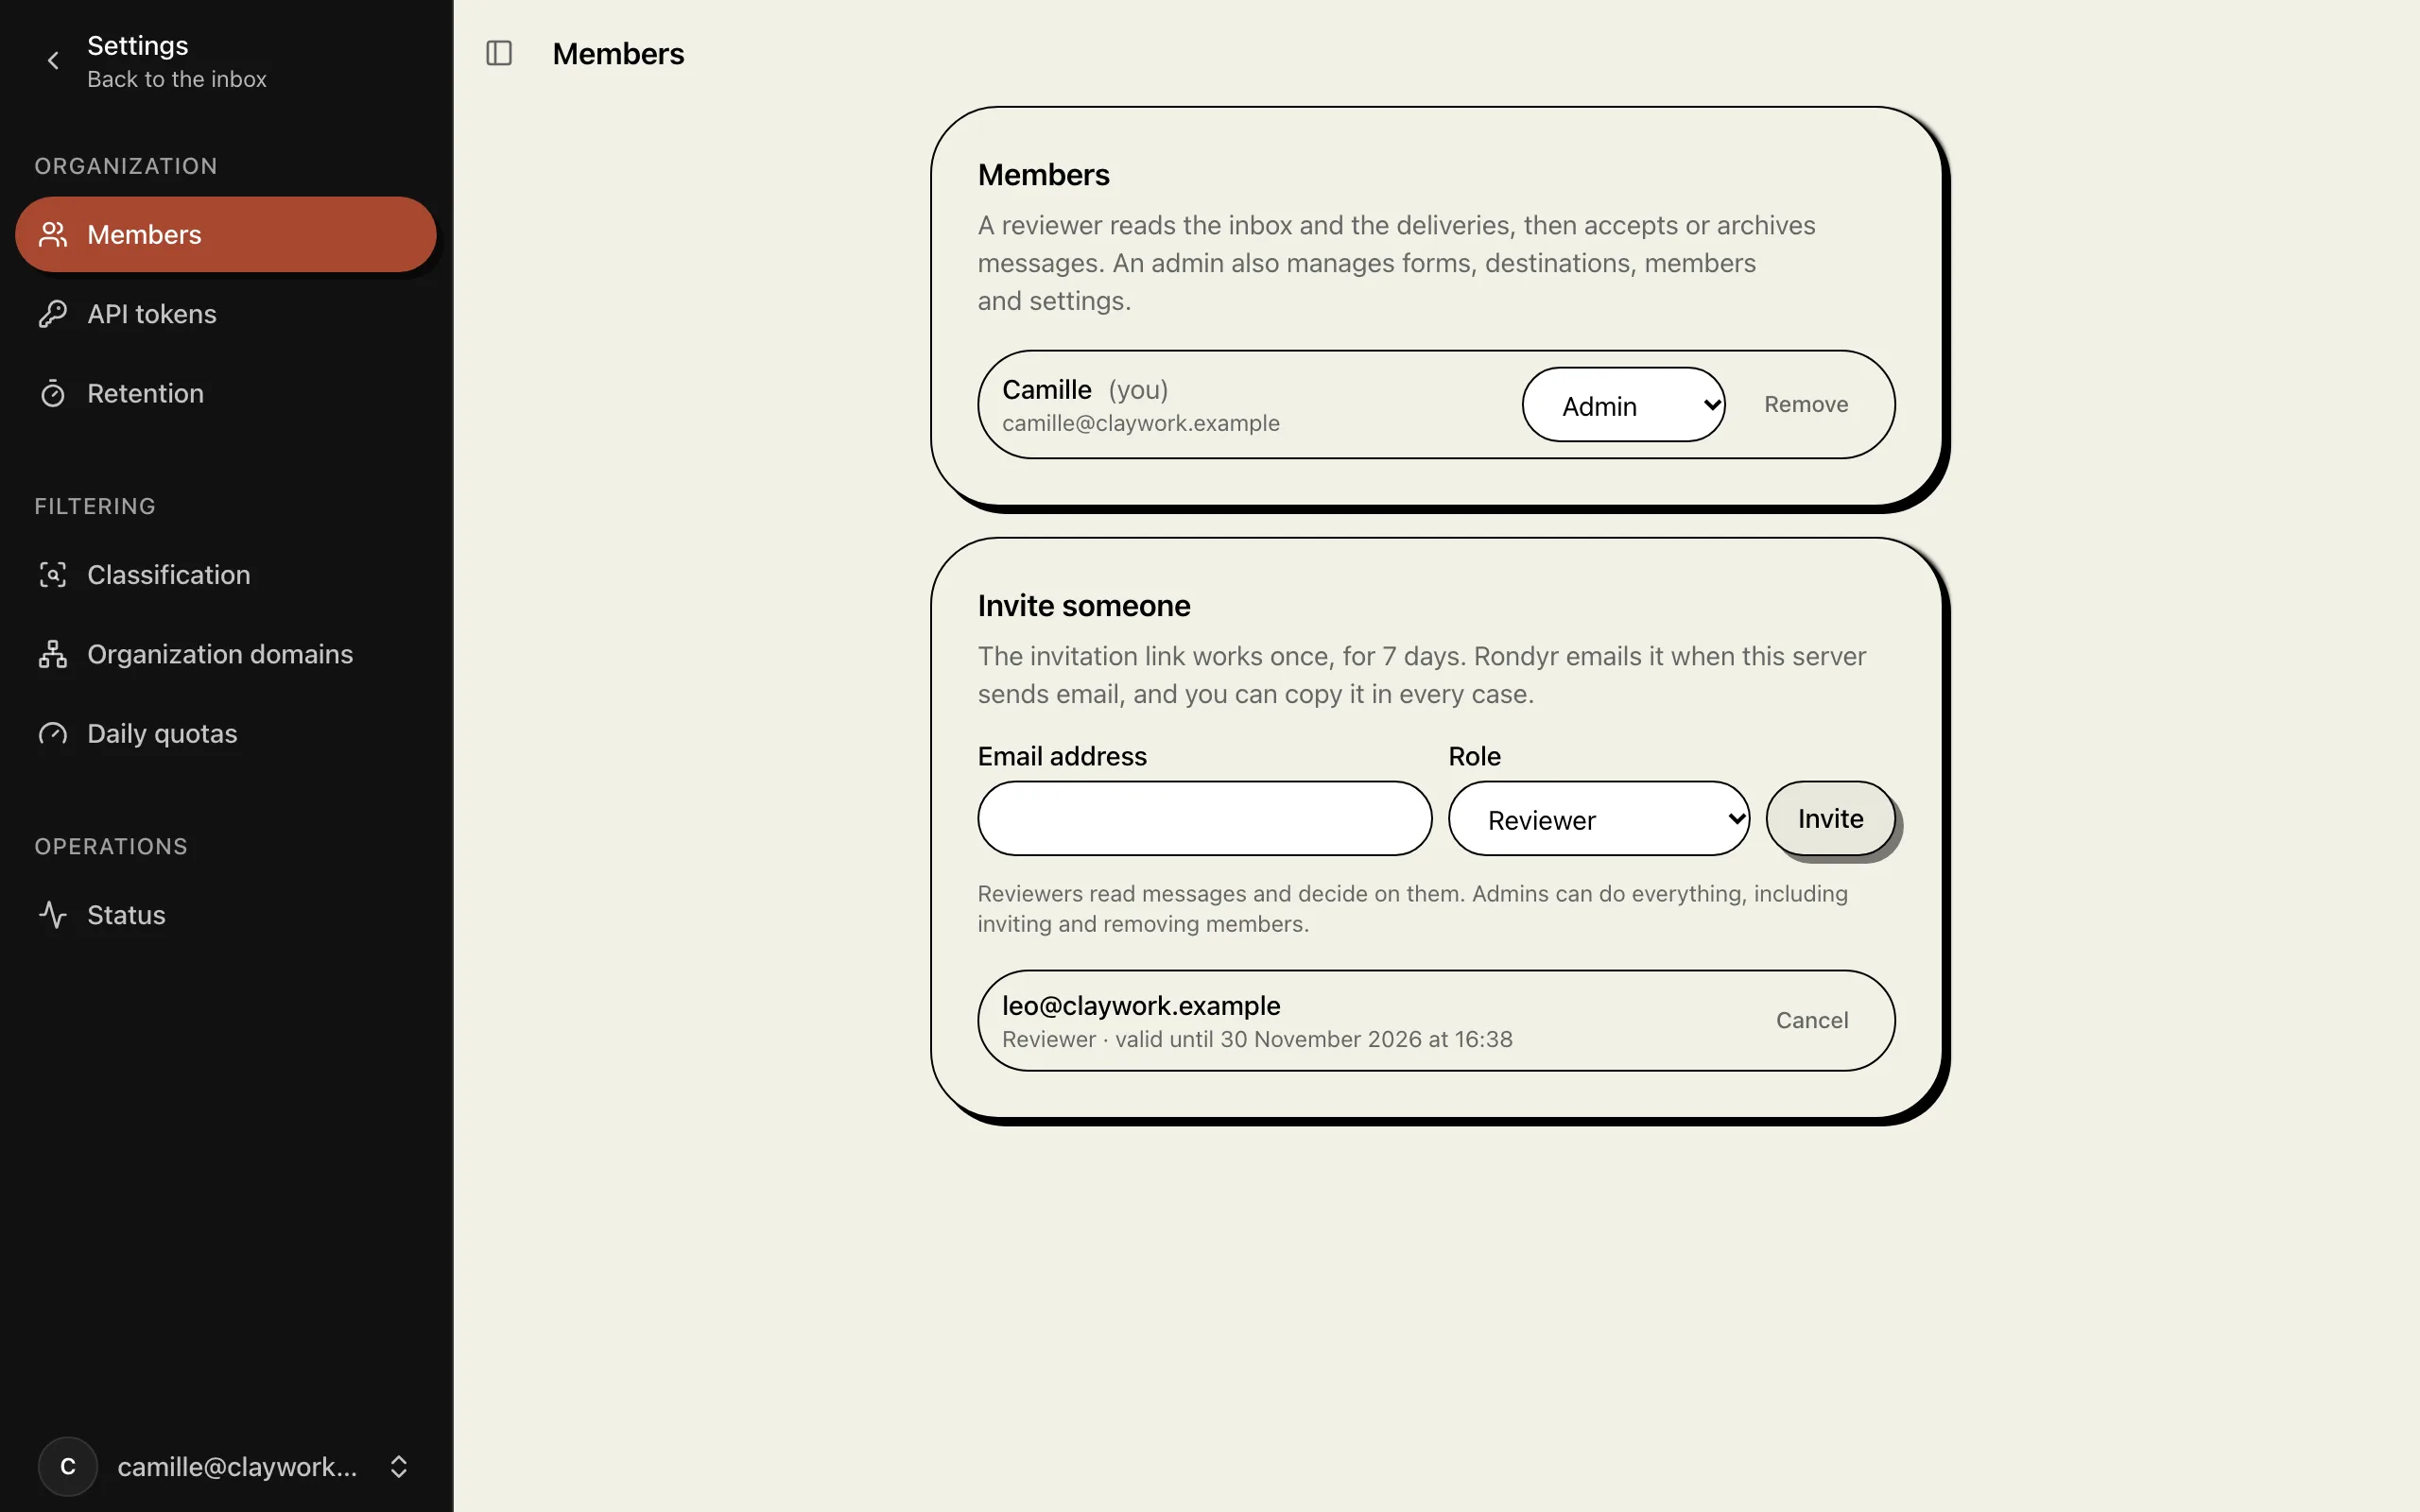 Settings
Back to the inbox
ORGANIZATION
Members
API tokens
Retention
FILTERING
Classification
Organization domains
Daily quotas
OPERATIONS
Status
C
camille@claywork...
Members
Members
A reviewer reads the inbox and the deliveries, then accepts or archives
messages. An admin also manages forms, destinations, members
and settings.
Camille (you)
camille@claywork.example
Admin
Remove
Invite someone
The invitation link works once, for 7 days. Rondyr emails it when this server
sends email, and you can copy it in every case.
Email address
Role
Reviewer
Invite
Reviewers read messages and decide on them. Admins can do everything, including
inviting and removing members.
leo@claywork.example
Reviewer · valid until 30 November 2026 at 16:38
Cancel